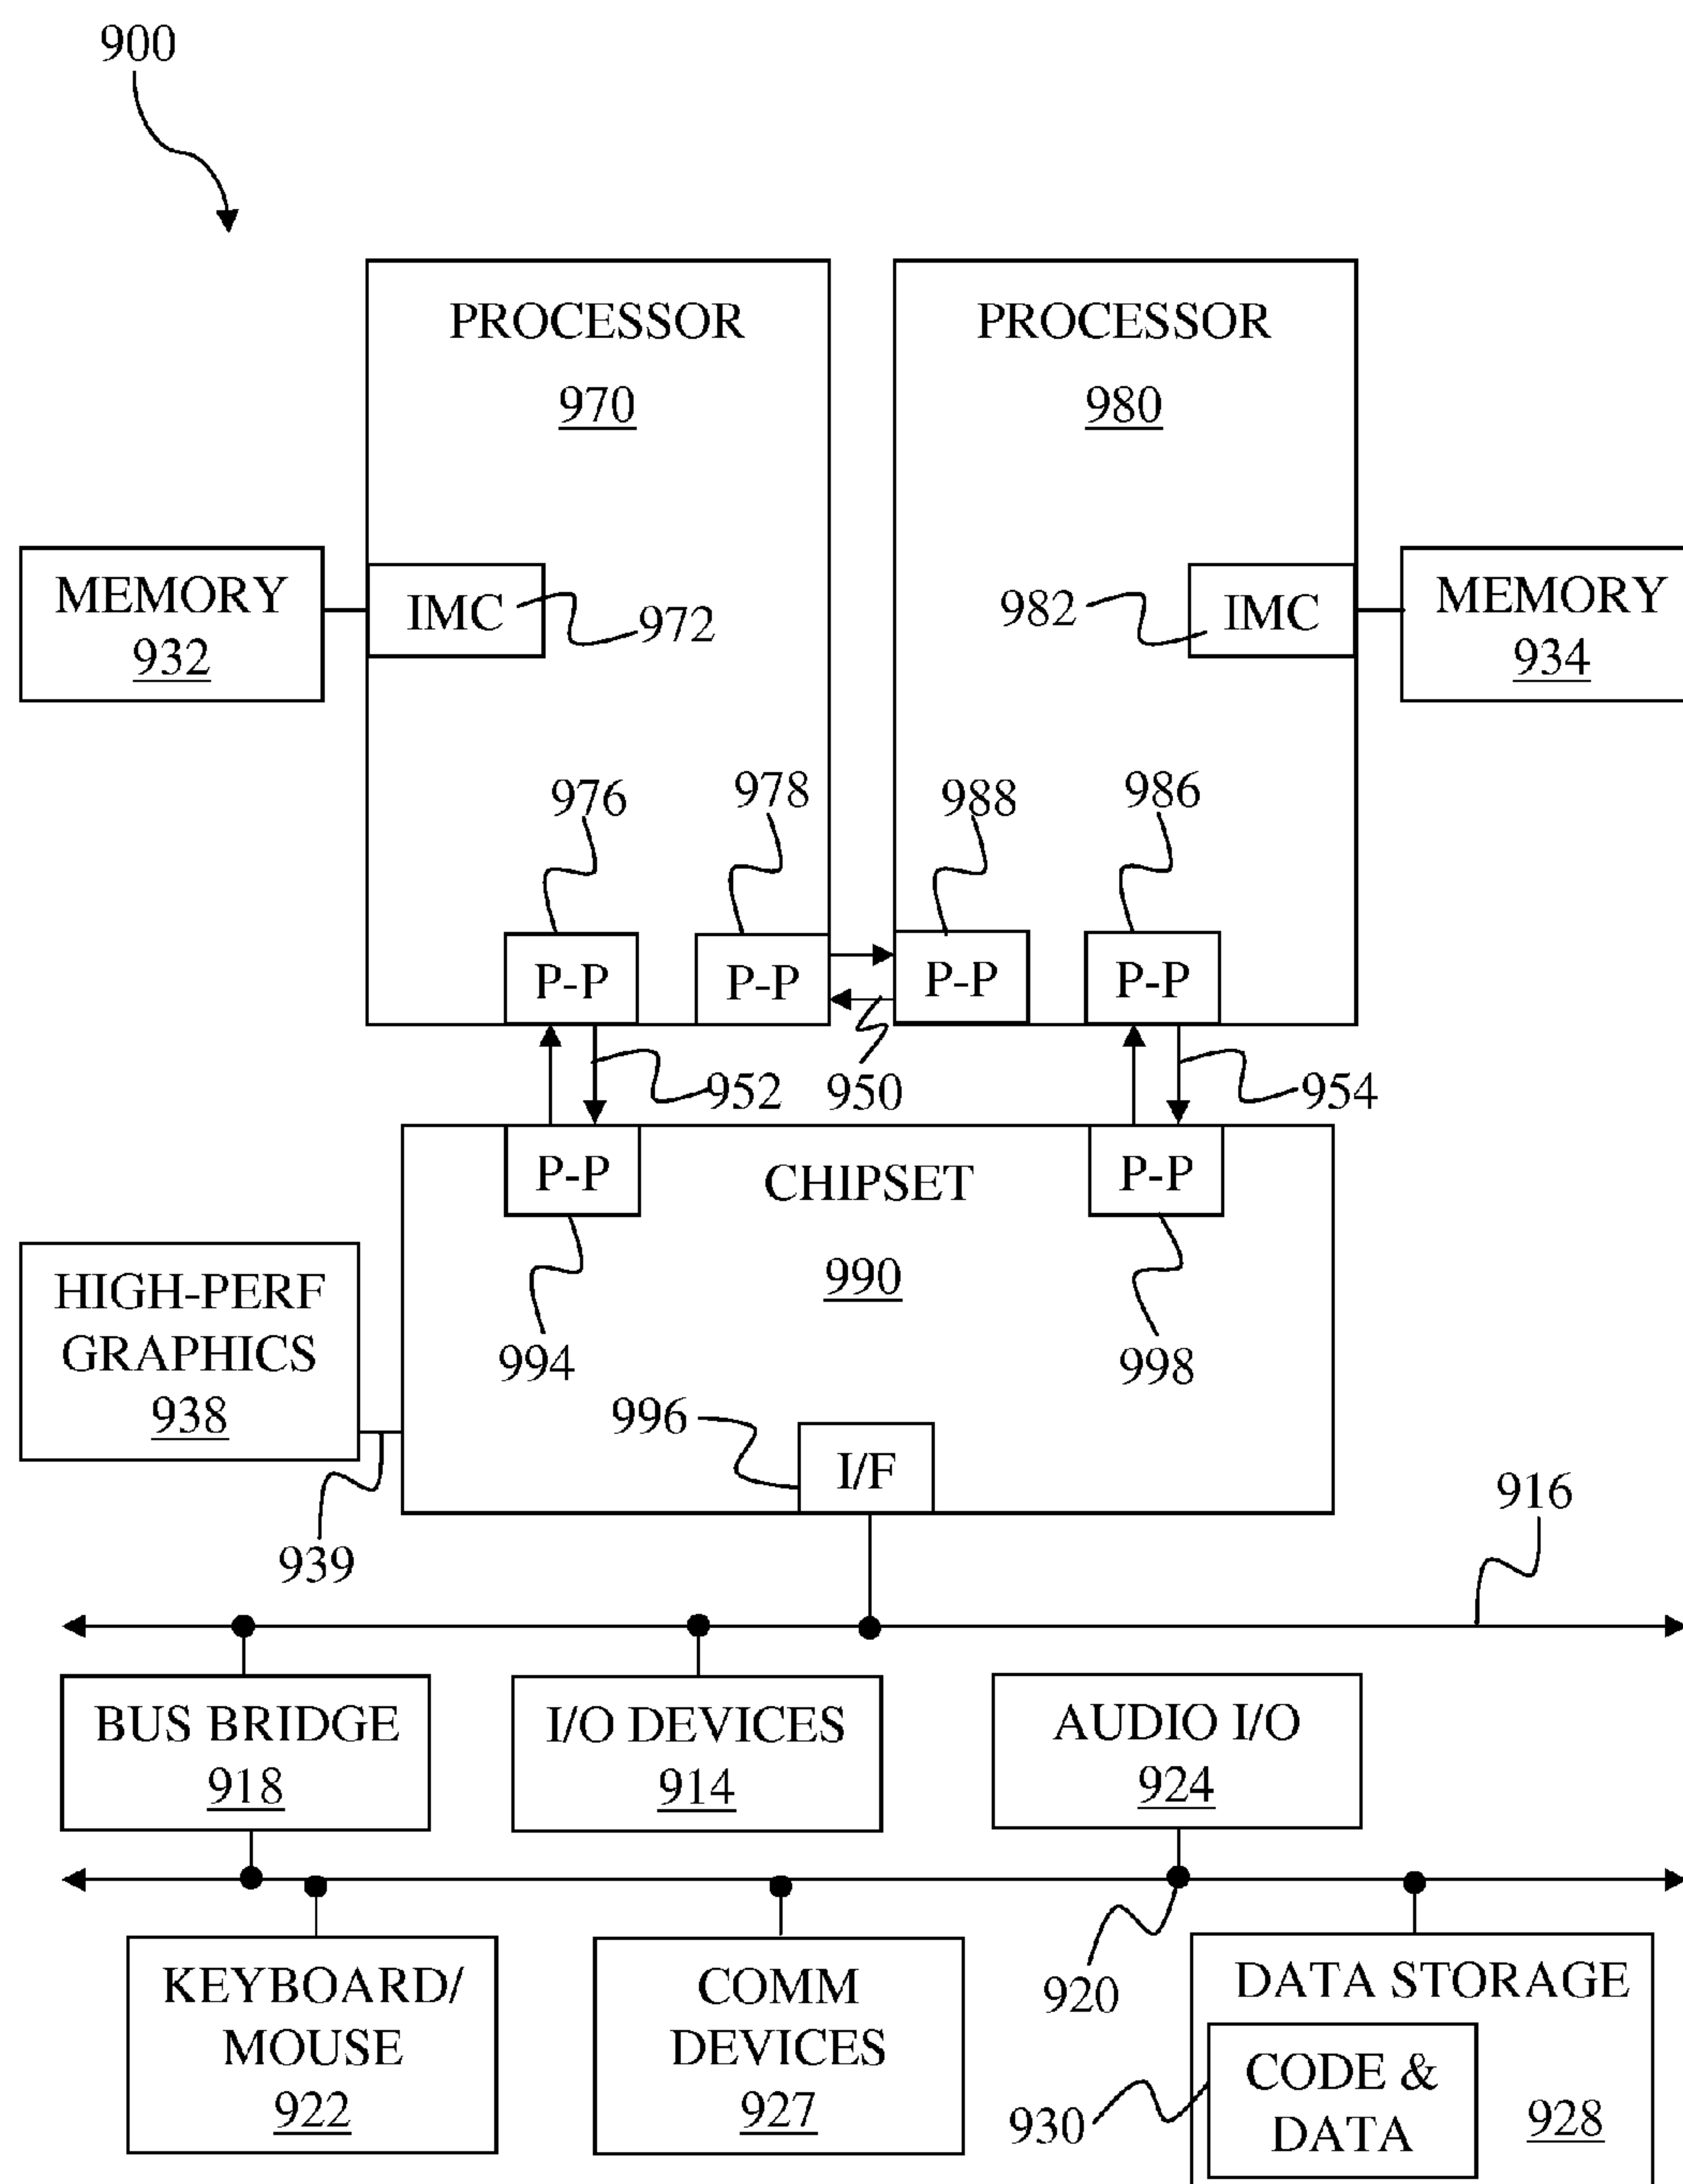 900
PROCESSOR
970
PROCESSOR
980
MEMORY
932
IMC
972
982
IMC
MEMORY
934
976
978
988
986
P-P
P-P
P-P
P-P
952
950
954
P-P
CHIPSET
P-P
990
HIGH-PERF
GRAPHICS
938
994
998
996
I/F
939
916
BUS BRIDGE
918
I/O DEVICES
914
AUDIO I/O
924
KEYBOARD/
MOUSE
922
COMM
DEVICES
927
920
DATA STORAGE
930
CODE &
DATA
928